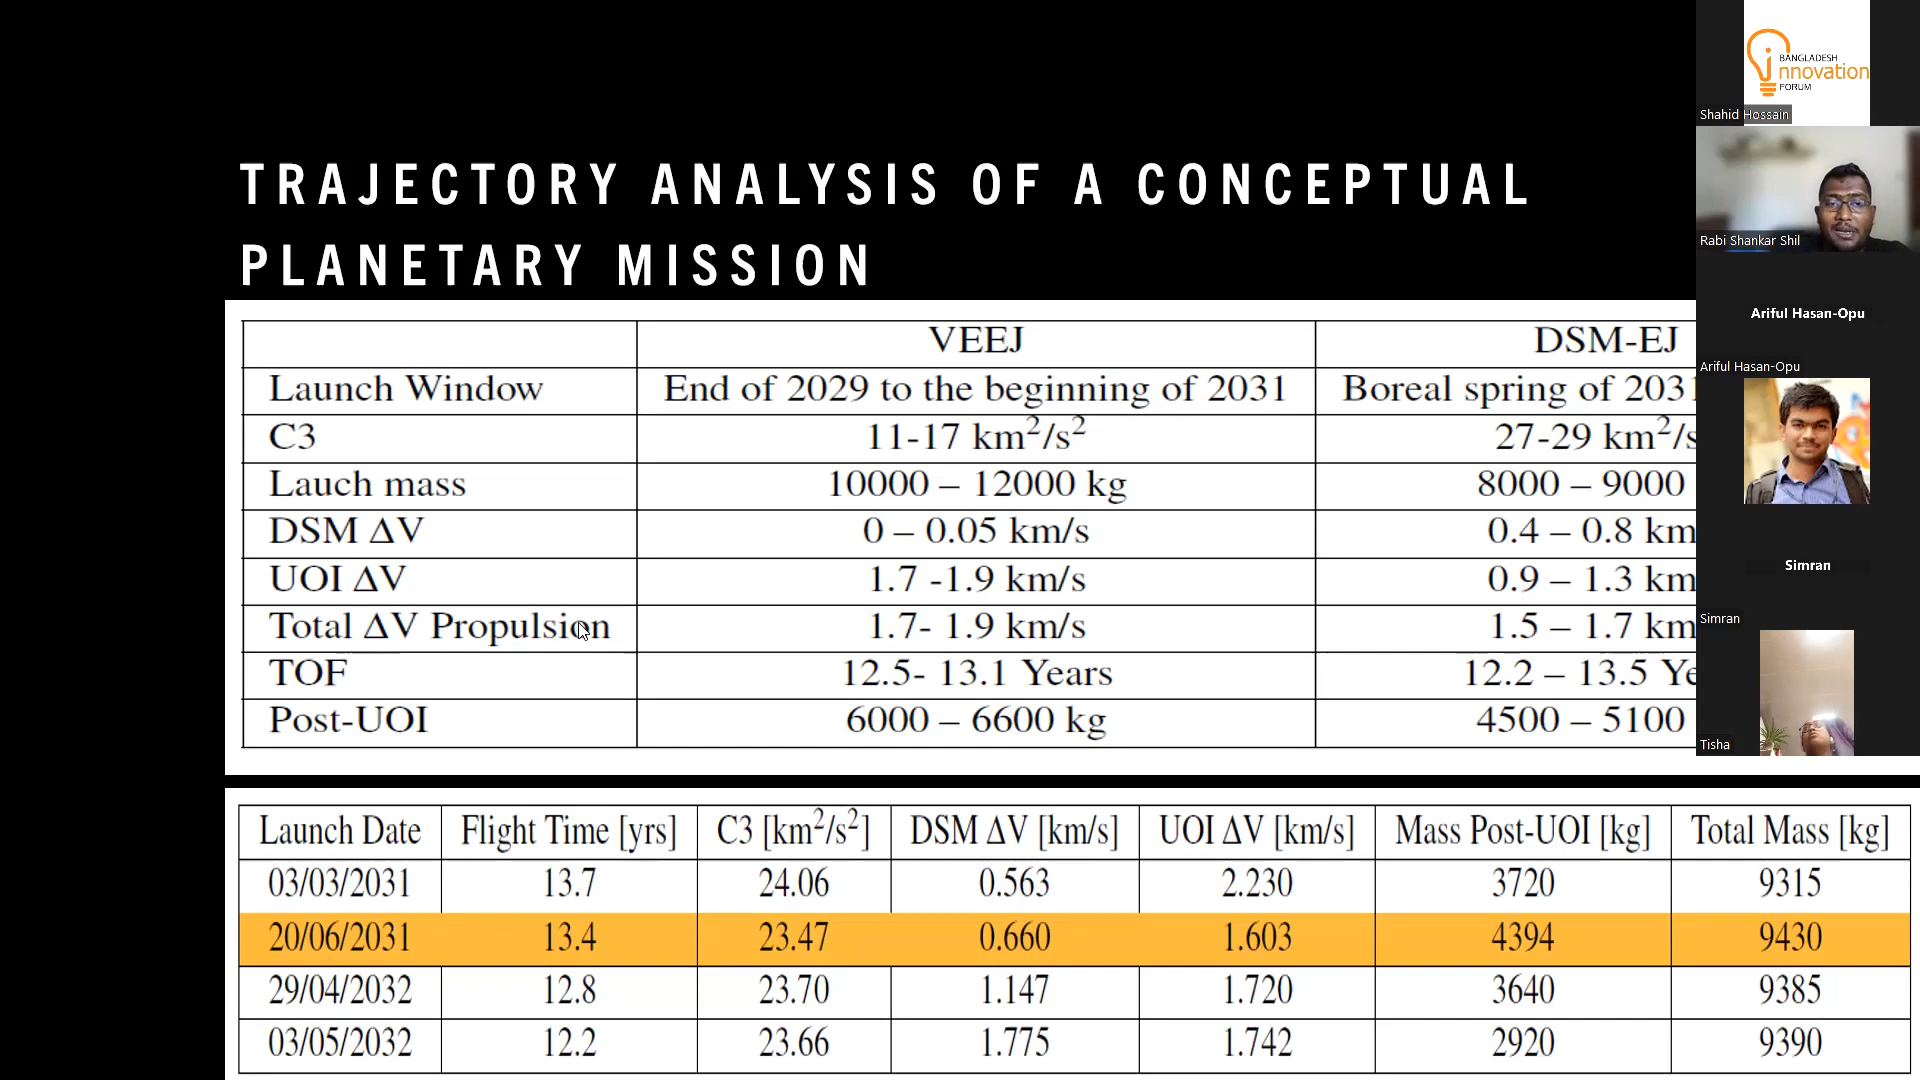 TRAJECTORY ANALYSIS OF A CONCEPTUAL
PLANETARY MISSION
VEEJ DSM-EJ
Launch Window End of 2029 to the beginning of 2031 Boreal spring of 2031
C3 11-17 km²/s² 27-29 km²/s
Lauch mass 10000 – 12000 kg 8000 – 9000
DSM ΔV 0 – 0.05 km/s 0.4 – 0.8 km
UOI ΔV 1.7 -1.9 km/s 0.9 – 1.3 km
Total ΔV Propulsion 1.7- 1.9 km/s 1.5 – 1.7 km
TOF 12.5- 13.1 Years 12.2 – 13.5 Ye
Post-UOI 6000 – 6600 kg 4500 – 5100
Launch Date Flight Time [yrs] C3 [km²/s²] DSM ΔV [km/s] UOI ΔV [km/s] Mass Post-UOI [kg] Total Mass [kg]
03/03/2031 13.7 24.06 0.563 2.230 3720 9315
20/06/2031 13.4 23.47 0.660 1.603 4394 9430
29/04/2032 12.8 23.70 1.147 1.720 3640 9385
03/05/2032 12.2 23.66 1.775 1.742 2920 9390
BANGLADESH
innovation
FORUM
Shahid Hossain
Rabi Shankar Shil
Ariful Hasan-Opu
Ariful Hasan-Opu
Simran
Simran
Tisha